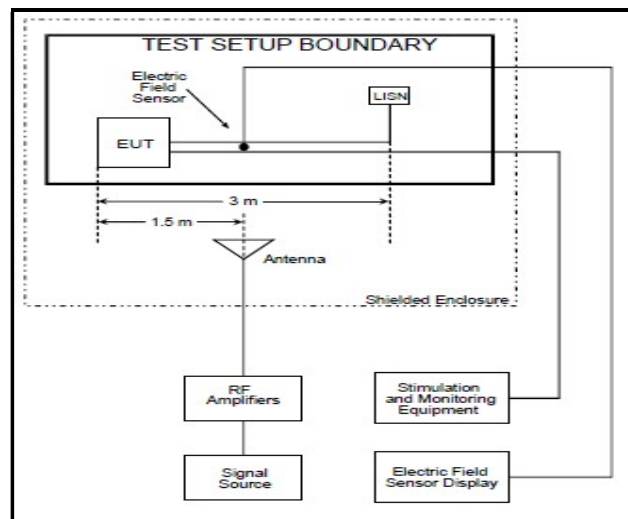 TEST SETUP BOUNDARY
Electric
Field
Sensor
LISN
EUT
3 m
1.5 m
Antenna
Shielded Enclosure
RF
Amplifiers
Stimulation
and Monitoring
Equipment
Signal
Source
Electric Field
Sensor Display